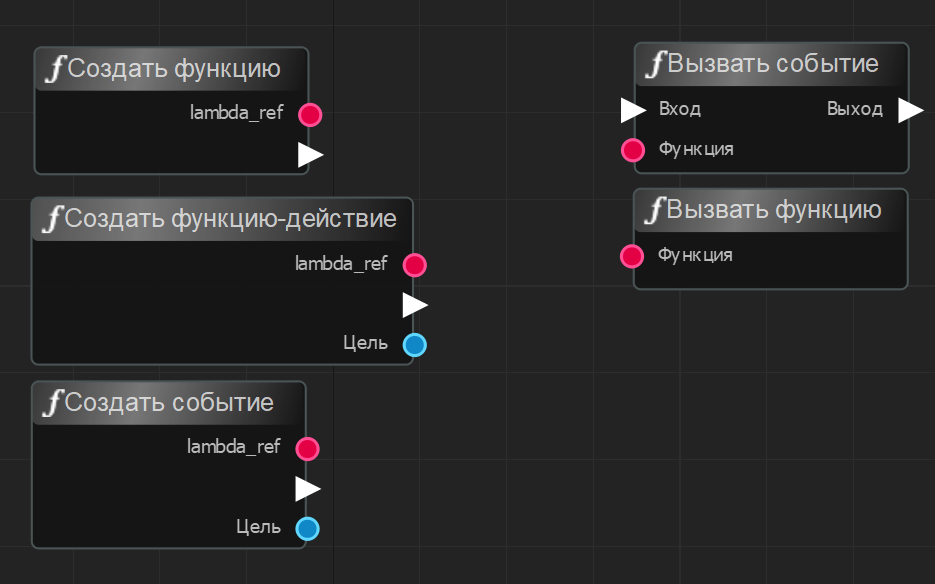 Создать функцию
lambda_ref
Создать функцию-действие
lambda_ref
Цель
Создать событие
lambda_ref
Цель
Вызвать событие
Вход Выход
Функция
Вызвать функцию
Функция